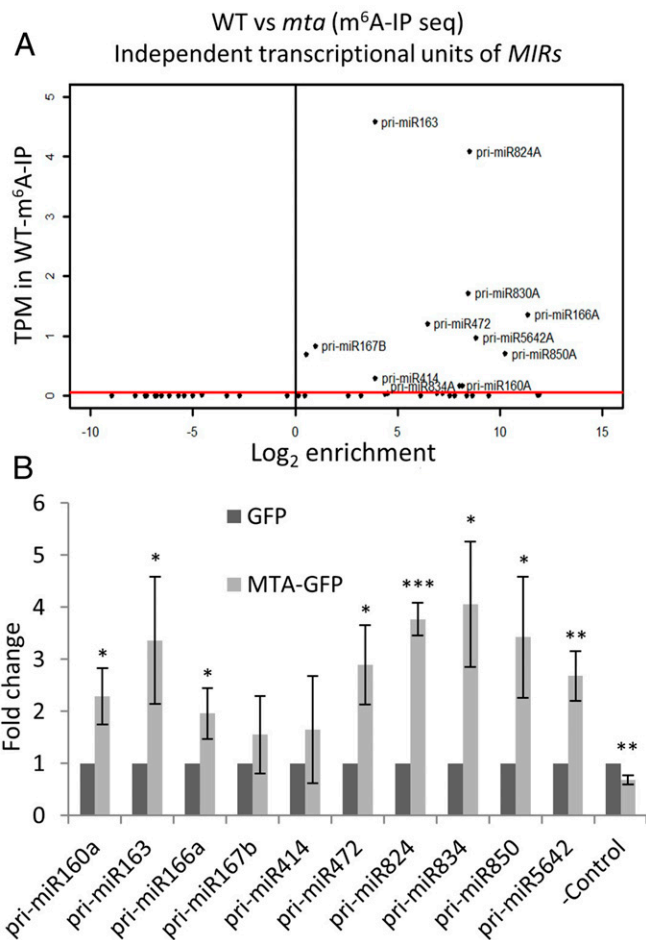 A
WT vs mta (m⁶A-IP seq)
Independent transcriptional units of MIRs
TPM in WT-m⁶A-IP
5
4
3
2
1
0
pri-miR163
pri-miR824A
pri-miR830A
pri-miR166A
pri-miR472
pri-miR5642A
pri-miR167B
pri-miR850A
pri-miR414
pri-miR834A
pri-miR160A
-10 -5 0 5 10 15
Log₂ enrichment
B
Fold change
6
5
4
3
2
1
0
GFP
MTA-GFP
* * * * *** * * ** **
pri-miR160a
pri-miR163
pri-miR166a
pri-miR167b
pri-miR414
pri-miR472
pri-miR824
pri-miR834
pri-miR850
pri-miR5642
-Control